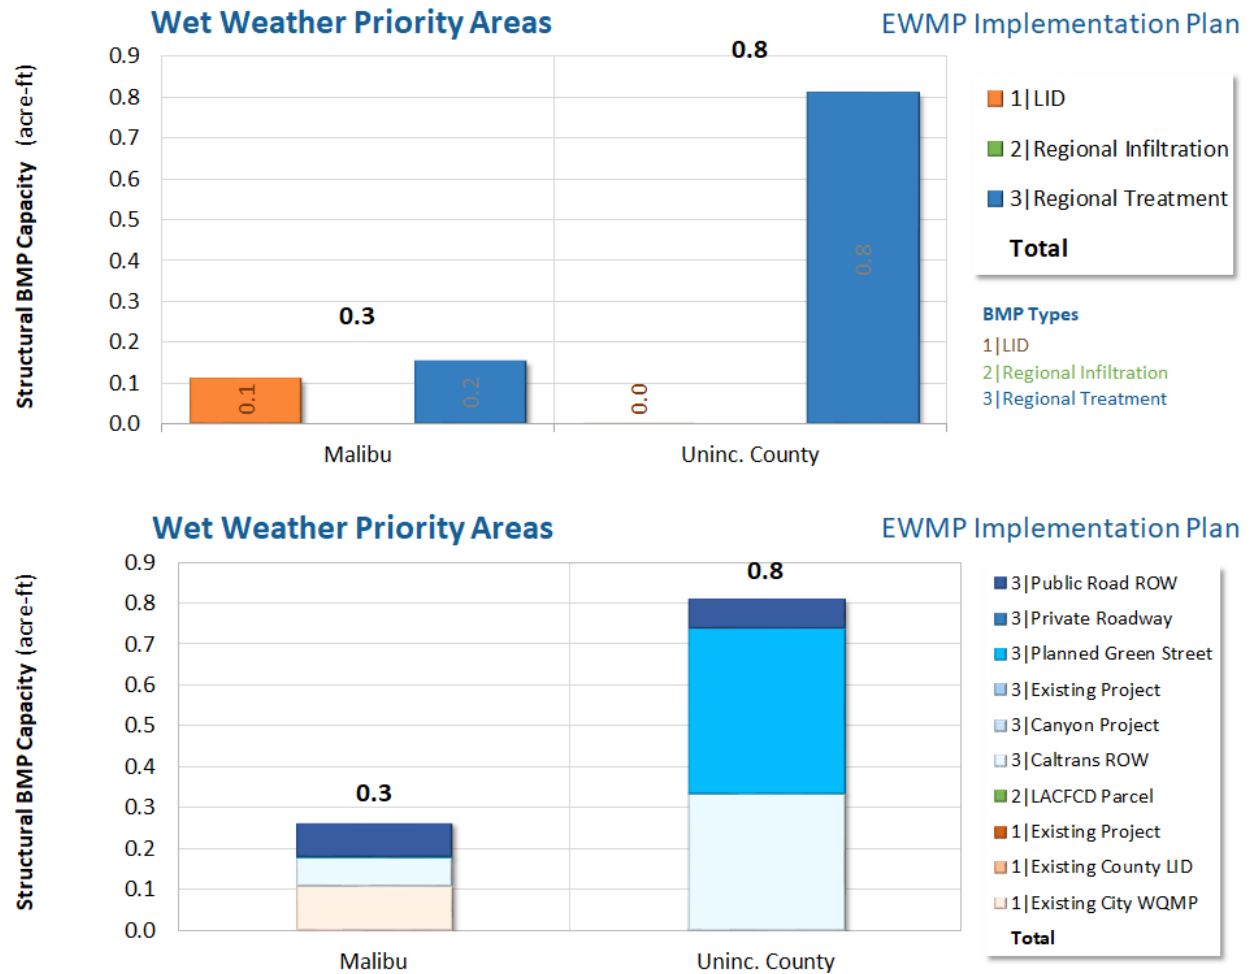 Wet Weather Priority Areas
EWMP Implementation Plan
Structural BMP Capacity (acre-ft)
0.9
0.8
0.7
0.6
0.5
0.4
0.3
0.2
0.1
0.0
0.3
0.8
0.1
0.2
0.0
0.8
Malibu
Uninc. County
1|LID
2|Regional Infiltration
3|Regional Treatment
Total
BMP Types
1|LID
2|Regional Infiltration
3|Regional Treatment
Wet Weather Priority Areas
EWMP Implementation Plan
Structural BMP Capacity (acre-ft)
0.9
0.8
0.7
0.6
0.5
0.4
0.3
0.2
0.1
0.0
0.3
0.8
Malibu
Uninc. County
3|Public Road ROW
3|Private Roadway
3|Planned Green Street
3|Existing Project
3|Canyon Project
3|Caltrans ROW
2|LACFCD Parcel
1|Existing Project
1|Existing County LID
1|Existing City WQMP
Total